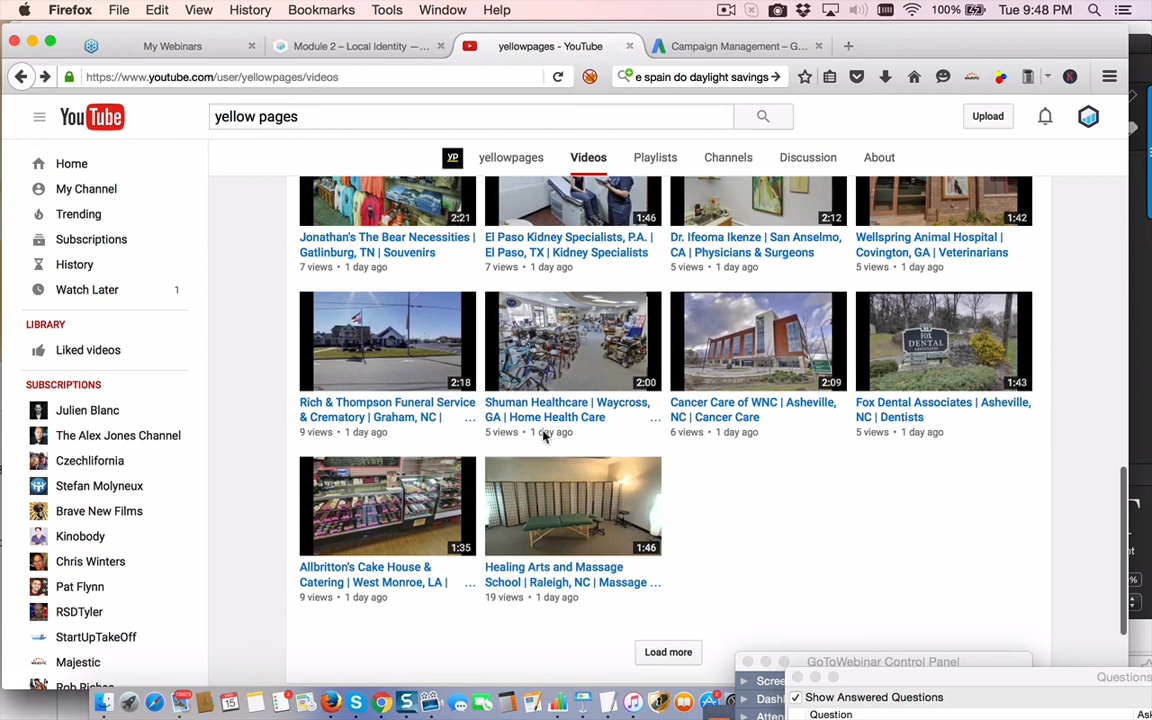 Firefox File Edit View History Bookmarks Tools Window Help 100% Tue 9:48 PM
My Webinars Module 2 – Local Identity —... yellowpages - YouTube Campaign Management – G...
https://www.youtube.com/user/yellowpages/videos e spain do daylight savings
YouTube yellow pages Upload
yp yellowpages Videos Playlists Channels Discussion About
Home
My Channel
Trending
Subscriptions
History
Watch Later 1
LIBRARY
Liked videos
SUBSCRIPTIONS
Julien Blanc
The Alex Jones Channel
Czechlifornia
Stefan Molyneux
Brave New Films
Kinobody
Chris Winters
Pat Flynn
RSDTyler
StartUpTakeOff
Majestic
2:21
Jonathan's The Bear Necessities |
Gatlinburg, TN | Souvenirs
7 views • 1 day ago
1:46
El Paso Kidney Specialists, P.A. |
El Paso, TX | Kidney Specialists
7 views • 1 day ago
2:12
Dr. Ifeoma Ikenze | San Anselmo,
CA | Physicians & Surgeons
5 views • 1 day ago
1:42
Wellspring Animal Hospital |
Covington, GA | Veterinarians
5 views • 1 day ago
2:18
Rich & Thompson Funeral Service
& Crematory | Graham, NC | ...
9 views • 1 day ago
2:00
Shuman Healthcare | Waycross,
GA | Home Health Care ...
5 views • 1 day ago
2:09
Cancer Care of WNC | Asheville,
NC | Cancer Care
6 views • 1 day ago
FOX
DENTAL
ASSOCIATES
1:43
Fox Dental Associates | Asheville,
NC | Dentists
5 views • 1 day ago
1:35
Allbritton's Cake House &
Catering | West Monroe, LA | ...
9 views • 1 day ago
1:46
Healing Arts and Massage
School | Raleigh, NC | Massage ...
19 views • 1 day ago
Load more
GoToWebinar Control Panel
Questions
Show Answered Questions
Question